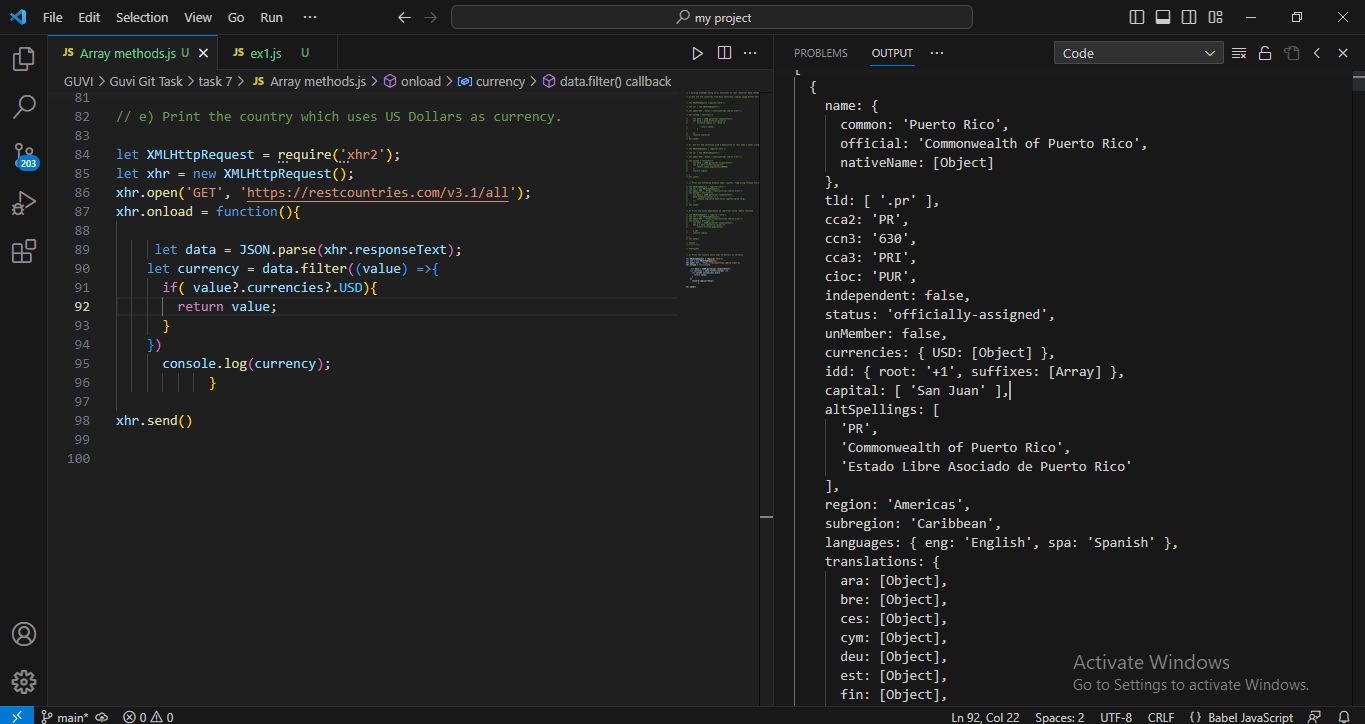 File Edit Selection View Go Run ··· my project
JS Array methods.js U JS ex1.js U
GUVI > Guvi Git Task > task 7 > JS Array methods.js > onload > currency > data.filter() callback
81
82 // e) Print the country which uses US Dollars as currency.
83
84 let XMLHttpRequest = require('xhr2');
85 let xhr = new XMLHttpRequest();
86 xhr.open('GET', 'https://restcountries.com/v3.1/all');
87 xhr.onload = function(){
88
89 let data = JSON.parse(xhr.responseText);
90 let currency = data.filter((value) =>{
91 if( value?.currencies?.USD){
92 return value;
93 }
94 })
95 console.log(currency);
96 }
97
98 xhr.send()
99
100
203
PROBLEMS OUTPUT ··· Code
[
{
name: {
common: 'Puerto Rico',
official: 'Commonwealth of Puerto Rico',
nativeName: [Object]
},
tld: [ '.pr' ],
cca2: 'PR',
ccn3: '630',
cca3: 'PRI',
cioc: 'PUR',
independent: false,
status: 'officially-assigned',
unMember: false,
currencies: { USD: [Object] },
idd: { root: '+1', suffixes: [Array] },
capital: [ 'San Juan' ],
altSpellings: [
'PR',
'Commonwealth of Puerto Rico',
'Estado Libre Asociado de Puerto Rico'
],
region: 'Americas',
subregion: 'Caribbean',
languages: { eng: 'English', spa: 'Spanish' },
translations: {
ara: [Object],
bre: [Object],
ces: [Object],
cym: [Object],
deu: [Object],
est: [Object],
fin: [Object],
Activate Windows
Go to Settings to activate Windows.
main* 0 0 Ln 92, Col 22 Spaces: 2 UTF-8 CRLF {} Babel JavaScript